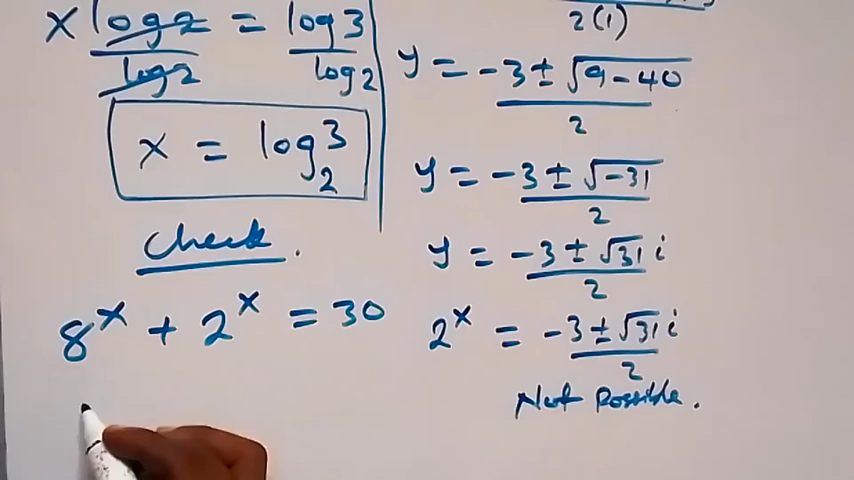 x log2 = log3
log2 log2
x = log₂3
Check.
8^x + 2^x = 30
2(1)
y = -3 ± √9-40
2
y = -3 ± √-31
2
y = -3 ± √31 i
2
2^x = -3 ± √31 i
2
Not Possible.